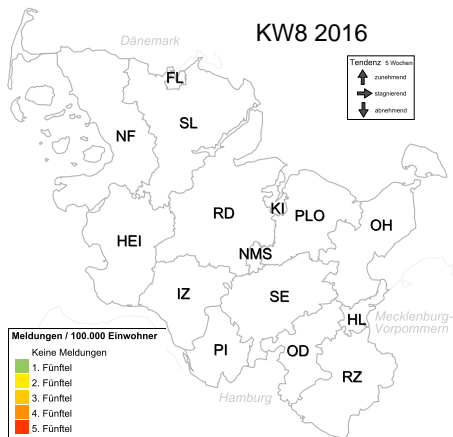 KW8 2016
Dänemark
Tendenz 5 Wochen
zunehmend
stagnierend
abnehmend
FL
SL
NF
RD
KI
PLO
OH
HEI
NMS
IZ
SE
HL
Mecklenburg-
Vorpommern
PI
OD
RZ
Hamburg
Meldungen / 100.000 Einwohner
Keine Meldungen
1. Fünftel
2. Fünftel
3. Fünftel
4. Fünftel
5. Fünftel